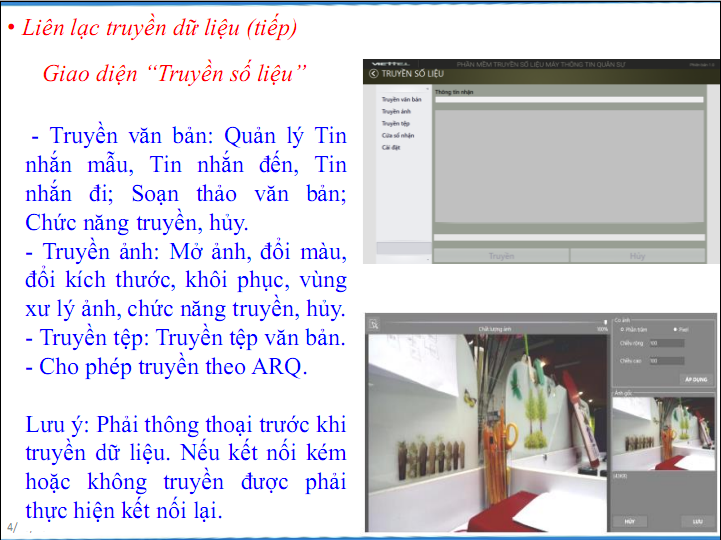 • Liên lạc truyền dữ liệu (tiếp)
Giao diện “Truyền số liệu”
- Truyền văn bản: Quản lý Tin
nhắn mẫu, Tin nhắn đến, Tin
nhắn đi; Soạn thảo văn bản;
Chức năng truyền, hủy.
- Truyền ảnh: Mở ảnh, đổi màu,
đổi kích thước, khôi phục, vùng
xư lý ảnh, chức năng truyền, hủy.
- Truyền tệp: Truyền tệp văn bản.
- Cho phép truyền theo ARQ.
Lưu ý: Phải thông thoại trước khi
truyền dữ liệu. Nếu kết nối kém
hoặc không truyền được phải
thực hiện kết nối lại.
4/ .
VIETTEL
PHẦN MỀM TRUYỀN SỐ LIỆU MÁY THÔNG TIN QUÂN SỰ
TRUYỀN SỐ LIỆU
Thông tin nhận
Truyền văn bản
Truyền ảnh
Truyền tệp
Cửa sổ nhận
Cài đặt
Truyền
Hủy
Chất lượng ảnh
100%
Cỡ ảnh
Phần trăm
Pixel
Chiều rộng
100
Chiều cao
100
ÁP DỤNG
Ảnh gốc
HỦY
LƯU